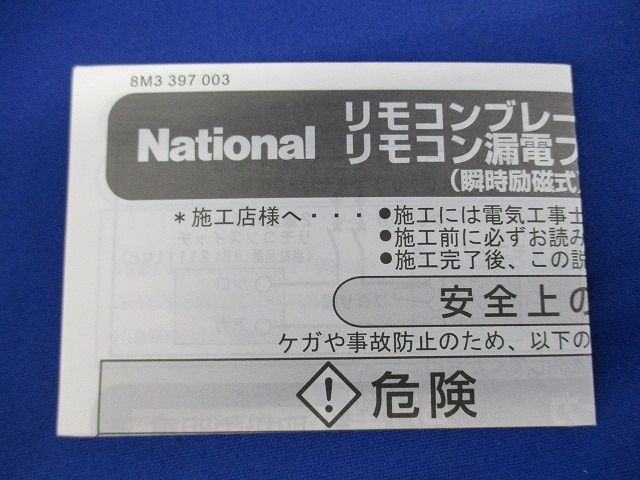 8M3 397 003
National
リモコンブレー
リモコン漏電ブ
(瞬時励磁式)
*施工店様へ・・・
●施工には電気工事士
●施工前に必ずお読み
●施工完了後、この説
安全上の
ケガや事故防止のため、以下の
危険